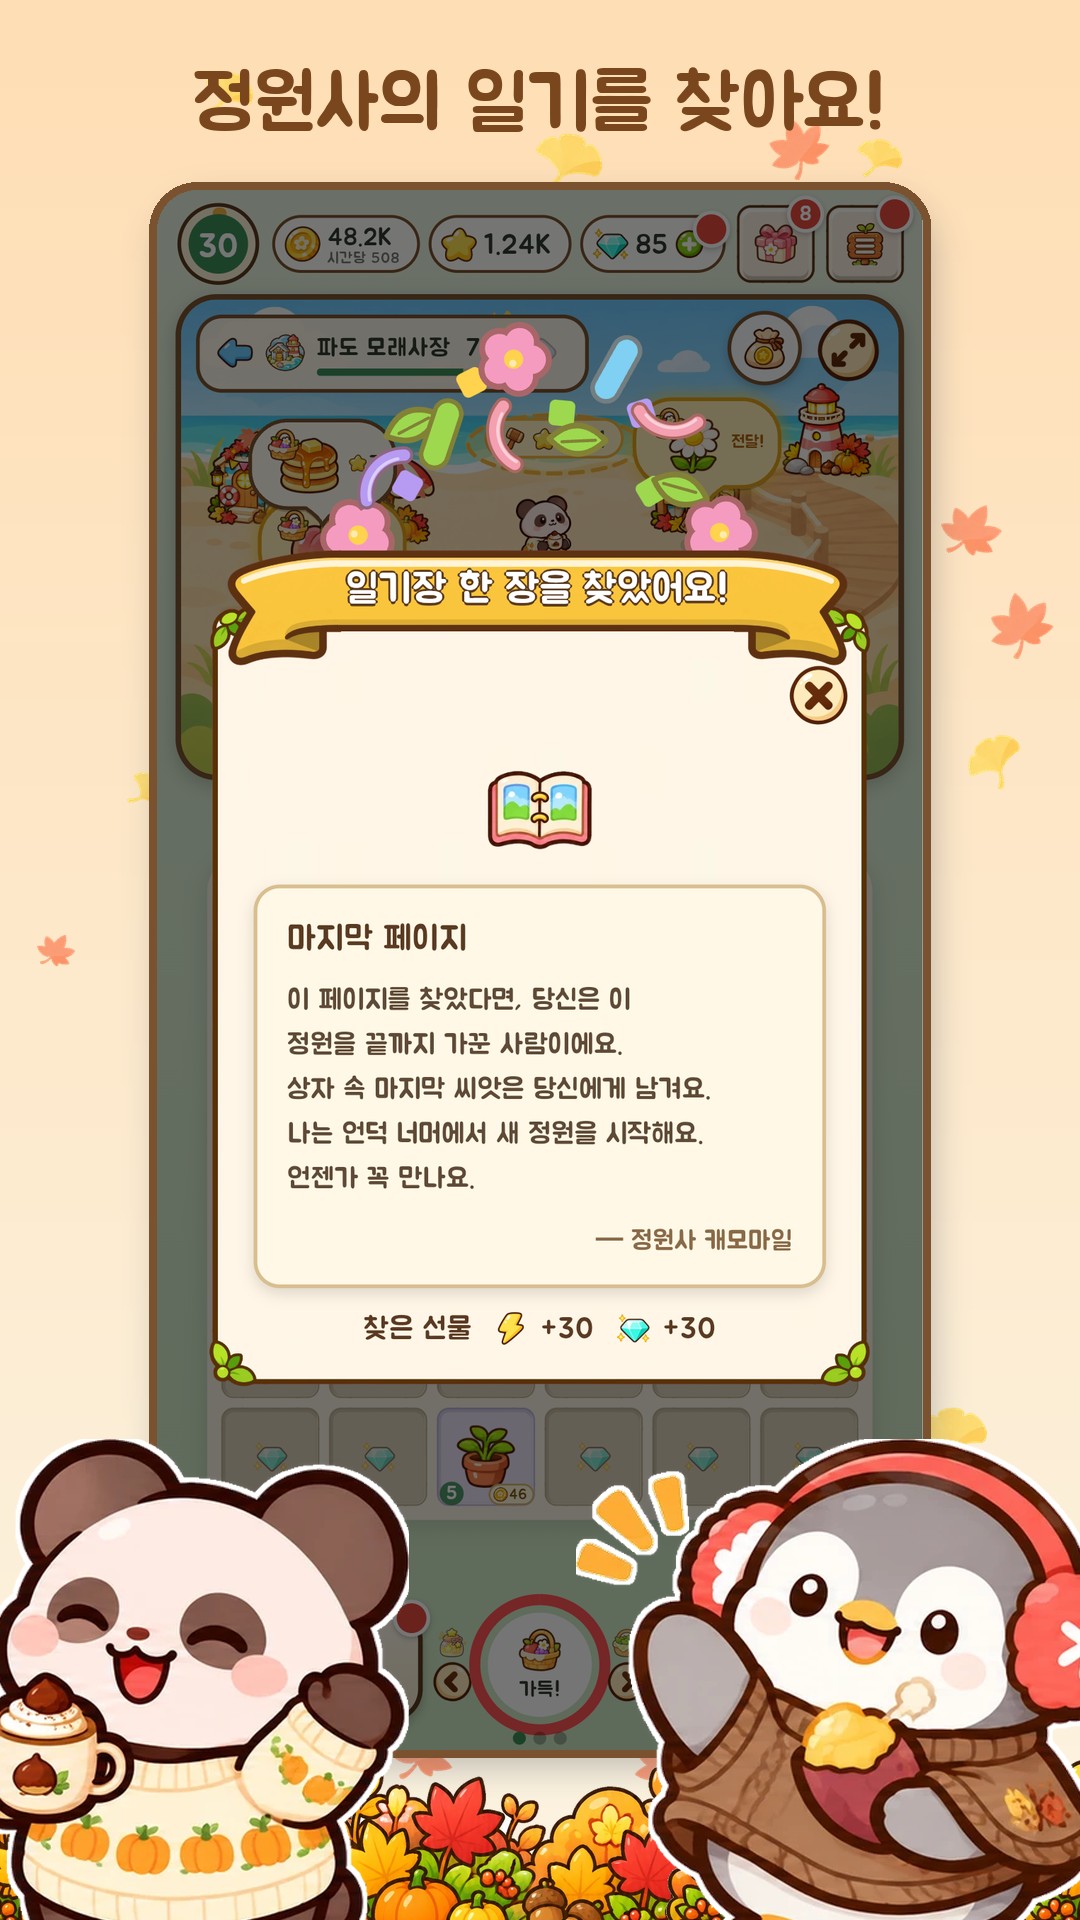 정원사의 일기를 찾아요!
30
48.2K
시간당 508
1.24K
85
8
파도 모래사장 7
전달!
일기장 한 장을 찾았어요!
마지막 페이지
이 페이지를 찾았다면, 당신은 이
정원을 끝까지 가꾼 사람이에요.
상자 속 마지막 씨앗은 당신에게 남겨요.
나는 언덕 너머에서 새 정원을 시작해요.
언젠가 꼭 만나요.
— 정원사 캐모마일
찾은 선물 +30 +30
5
46
가득!